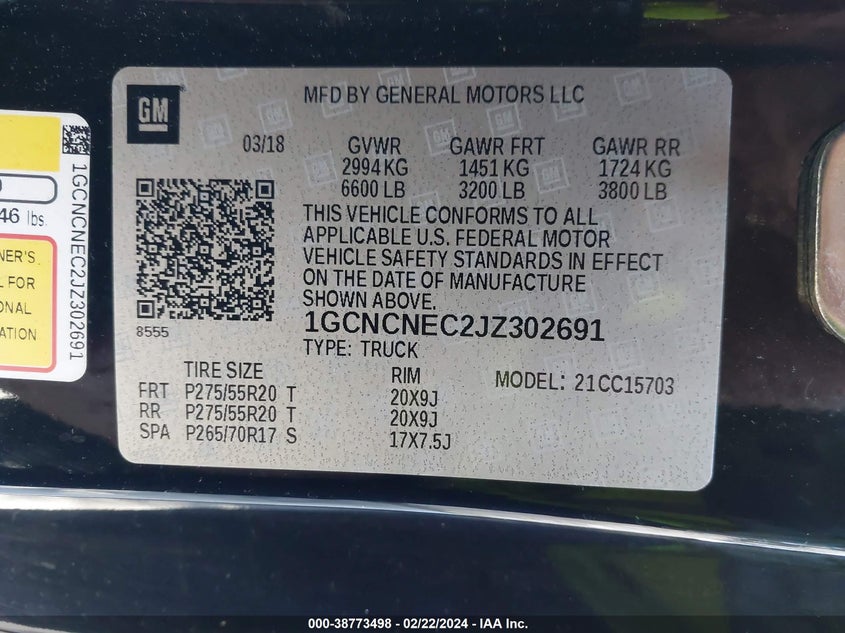 GM
MFD BY GENERAL MOTORS LLC
03/18 GVWR GAWR FRT GAWR RR
2994 KG 1451 KG 1724 KG
6600 LB 3200 LB 3800 LB
THIS VEHICLE CONFORMS TO ALL
APPLICABLE U.S. FEDERAL MOTOR
VEHICLE SAFETY STANDARDS IN EFFECT
ON THE DATE OF MANUFACTURE
SHOWN ABOVE.
8555
1GCNCNEC2JZ302691
TYPE: TRUCK
TIRE SIZE RIM MODEL: 21CC15703
FRT P275/55R20 T 20X9J
RR P275/55R20 T 20X9J
SPA P265/70R17 S 17X7.5J
1GCNCNEC2JZ302691
46 lbs.
NER'S
L FOR
ONAL
ATION
000-38773498 - 02/22/2024 - IAA Inc.